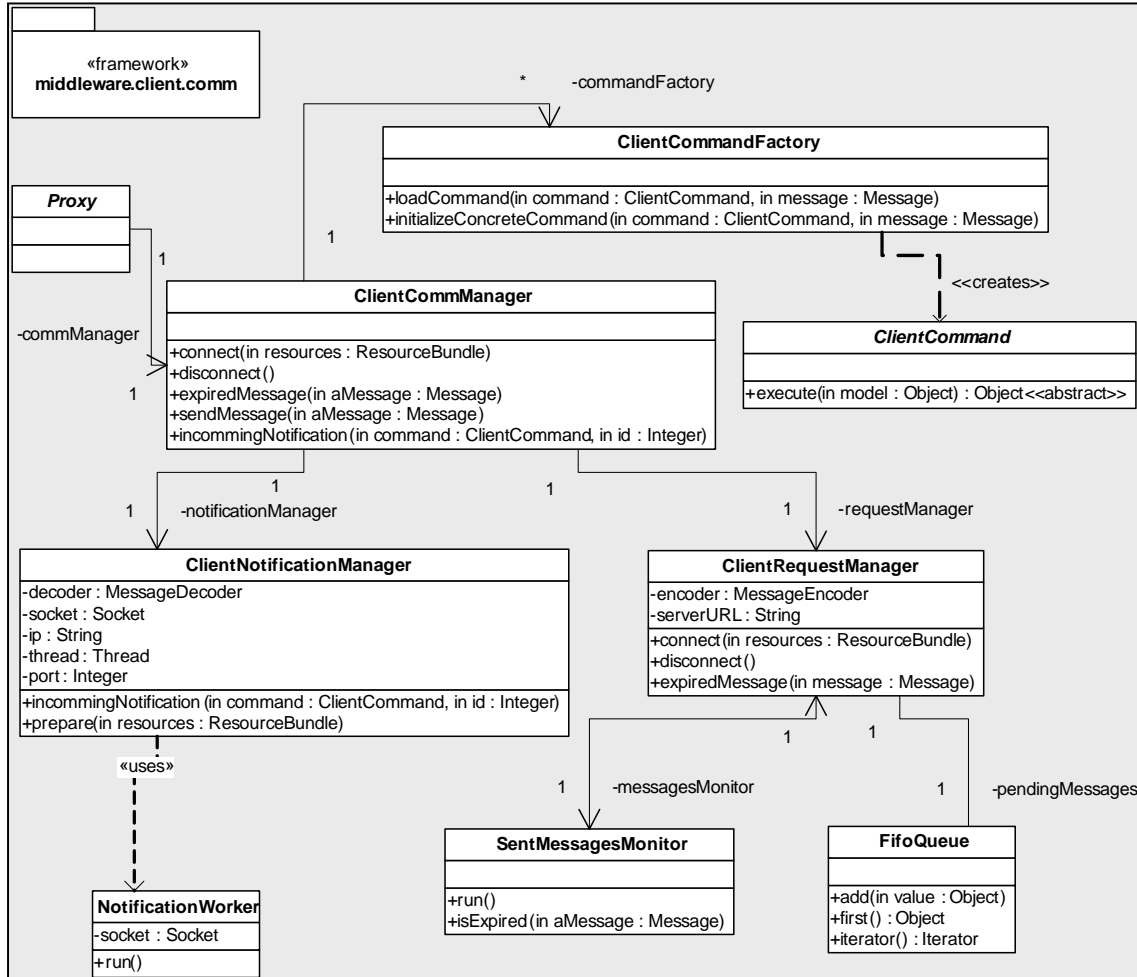 «framework»
middleware.client.comm
* -commandFactory
ClientCommandFactory
+loadCommand(in command : ClientCommand, in message : Message)
+initializeConcreteCommand(in command : ClientCommand, in message : Message)
Proxy
1
1
<<creates>>
ClientCommManager
-commManager
1
+connect(in resources : ResourceBundle)
+disconnect()
+expiredMessage(in aMessage : Message)
+sendMessage(in aMessage : Message)
+incommingNotification(in command : ClientCommand, in id : Integer)
ClientCommand
+execute(in model : Object) : Object<<abstract>>
1
1 -notificationManager
1
1 -requestManager
ClientNotificationManager
-decoder : MessageDecoder
-socket : Socket
-ip : String
-thread : Thread
-port : Integer
+incommingNotification (in command : ClientCommand, in id : Integer)
+prepare(in resources : ResourceBundle)
ClientRequestManager
-encoder : MessageEncoder
-serverURL : String
+connect(in resources : ResourceBundle)
+disconnect()
+expiredMessage(in message : Message)
«uses»
1
1
1 -messagesMonitor
1 -pendingMessages
SentMessagesMonitor
+run()
+isExpired(in aMessage : Message)
FifoQueue
+add(in value : Object)
+first() : Object
+iterator() : Iterator
NotificationWorker
-socket : Socket
+run()